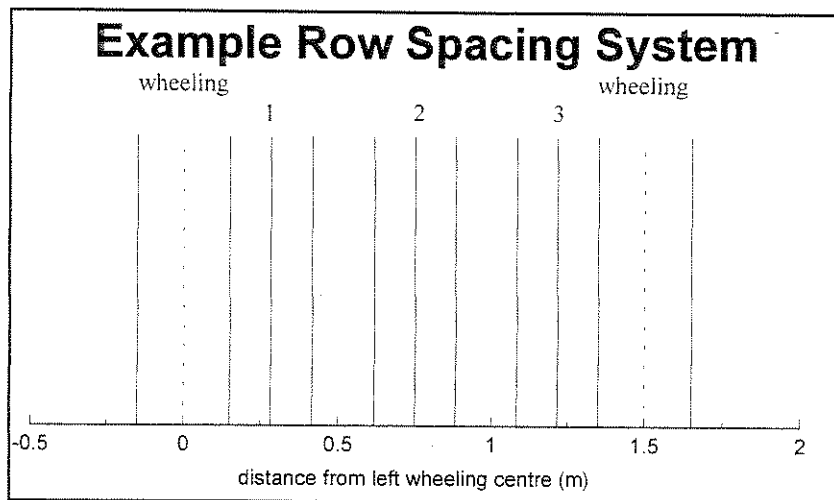 Example Row Spacing System
wheeling wheeling
1 2 3
-0.5 0 0.5 1 1.5 2
distance from left wheeling centre (m)